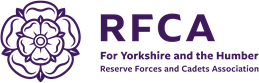 RFCA
For Yorkshire and the Humber
Reserve Forces and Cadets Association